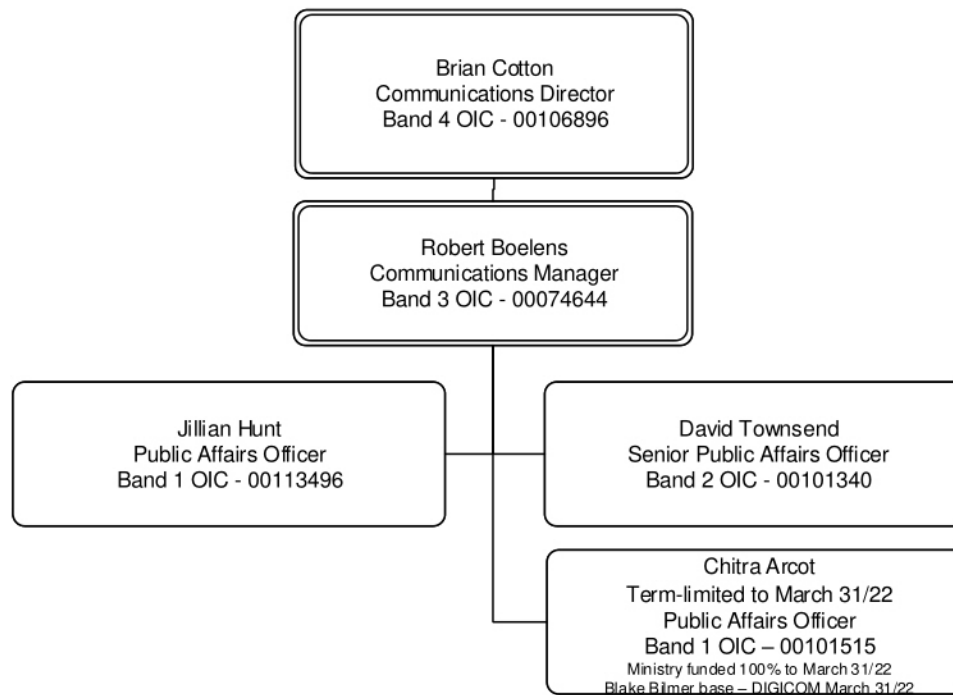 Brian Cotton
Communications Director
Band 4 OIC - 00106896
Robert Boelens
Communications Manager
Band 3 OIC - 00074644
Jillian Hunt
Public Affairs Officer
Band 1 OIC - 00113496
David Townsend
Senior Public Affairs Officer
Band 2 OIC - 00101340
Chitra Arcot
Term-limited to March 31/22
Public Affairs Officer
Band 1 OIC – 00101515
Ministry funded 100% to March 31/22
Blake Bilmer base – DIGICOM March 31/22